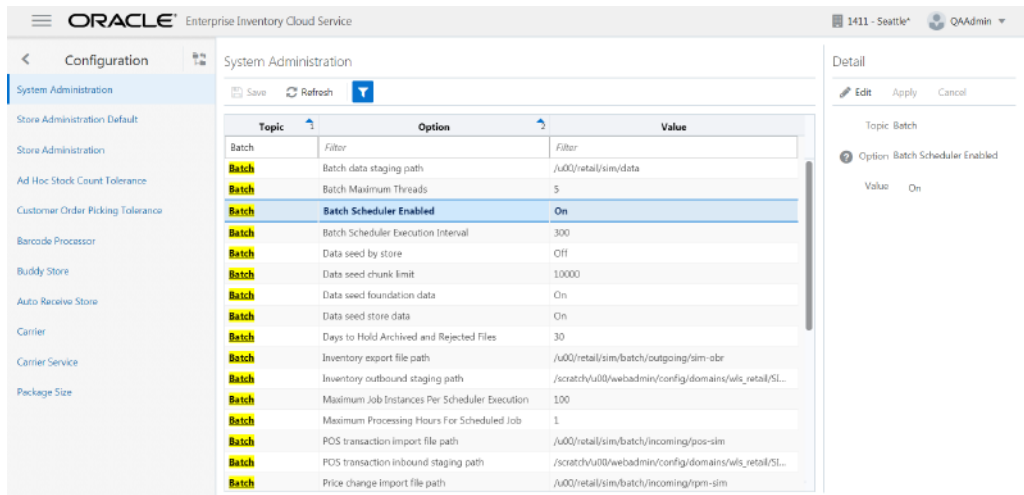 ORACLE® Enterprise Inventory Cloud Service
1411 - Seattle*
QAAdmin
Configuration
System Administration
Store Administration Default
Store Administration
Ad Hoc Stock Count Tolerance
Customer Order Picking Tolerance
Barcode Processor
Buddy Store
Auto Receive Store
Carrier
Carrier Service
Package Size
System Administration
Save Refresh
Topic 1 Option 2 Value
Batch Filter Filter
Batch Batch data staging path /u00/retail/sim/data
Batch Batch Maximum Threads 5
Batch Batch Scheduler Enabled On
Batch Batch Scheduler Execution Interval 300
Batch Data seed by store Off
Batch Data seed chunk limit 10000
Batch Data seed foundation data On
Batch Data seed store data On
Batch Days to Hold Archived and Rejected Files 30
Batch Inventory export file path /u00/retail/sim/batch/outgoing/sim-obr
Batch Inventory outbound staging path /scratch/u00/webadmin/config/domains/wls_retail/SI...
Batch Maximum Job Instances Per Scheduler Execution 100
Batch Maximum Processing Hours For Scheduled Job 1
Batch POS transaction import file path /u00/retail/sim/batch/incoming/pos-sim
Batch POS transaction inbound staging path /scratch/u00/webadmin/config/domains/wls_retail/SI...
Batch Price change import file path /u00/retail/sim/batch/incoming/rpm-sim
Detail
Edit Apply Cancel
Topic Batch
Option Batch Scheduler Enabled
Value On